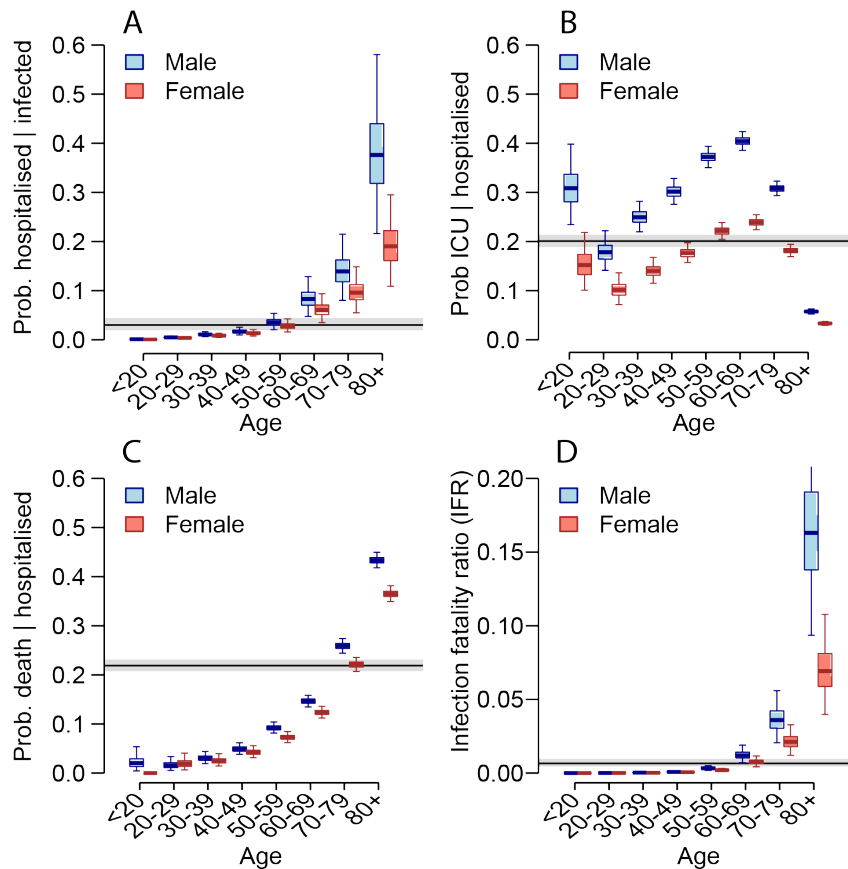 A
Prob. hospitalised | infected
0.6
0.5
0.4
0.3
0.2
0.1
0.0
Male
Female
<20
20-29
30-39
40-49
50-59
60-69
70-79
80+
Age
B
Prob ICU | hospitalised
0.6
0.5
0.4
0.3
0.2
0.1
0.0
Male
Female
<20
20-29
30-39
40-49
50-59
60-69
70-79
80+
Age
C
Prob. death | hospitalised
0.6
0.5
0.4
0.3
0.2
0.1
0.0
Male
Female
<20
20-29
30-39
40-49
50-59
60-69
70-79
80+
Age
D
Infection fatality ratio (IFR)
0.20
0.15
0.10
0.05
0.00
Male
Female
<20
20-29
30-39
40-49
50-59
60-69
70-79
80+
Age